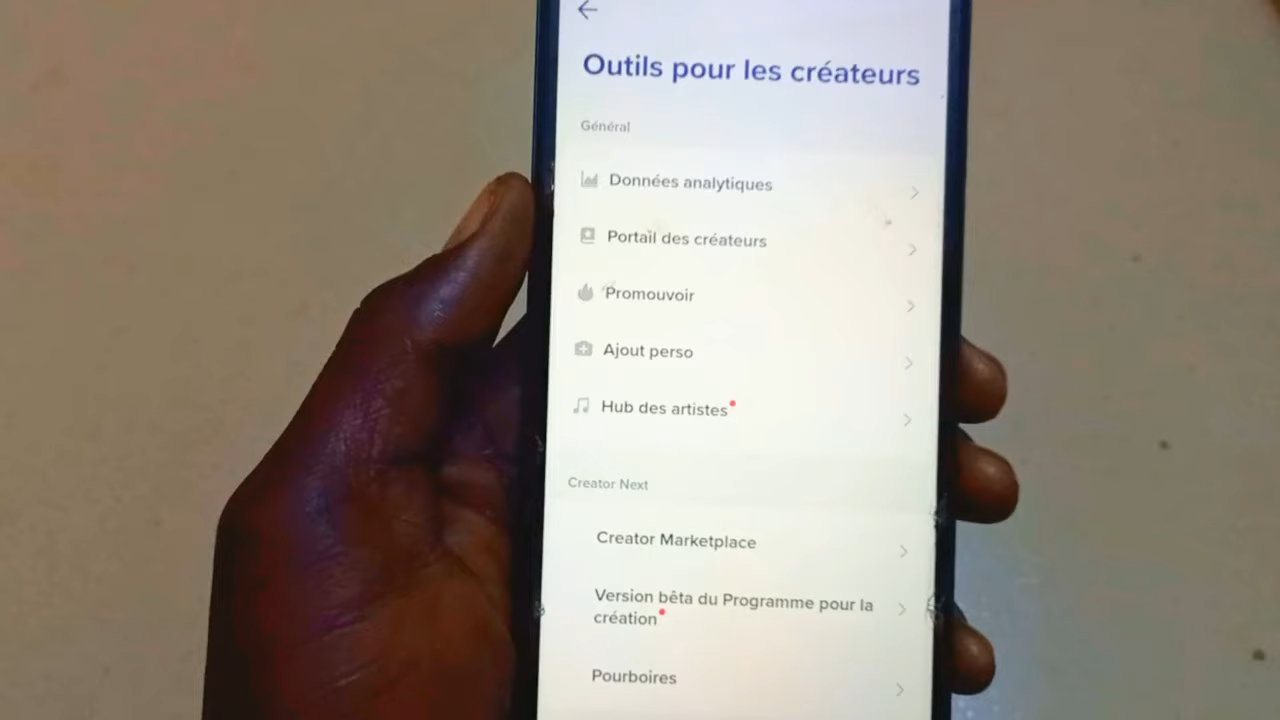 Outils pour les créateurs
Général
Données analytiques
Portail des créateurs
Promouvoir
Ajout perso
Hub des artistes
Creator Next
Creator Marketplace
Version bêta du Programme pour la
création
Pourboires